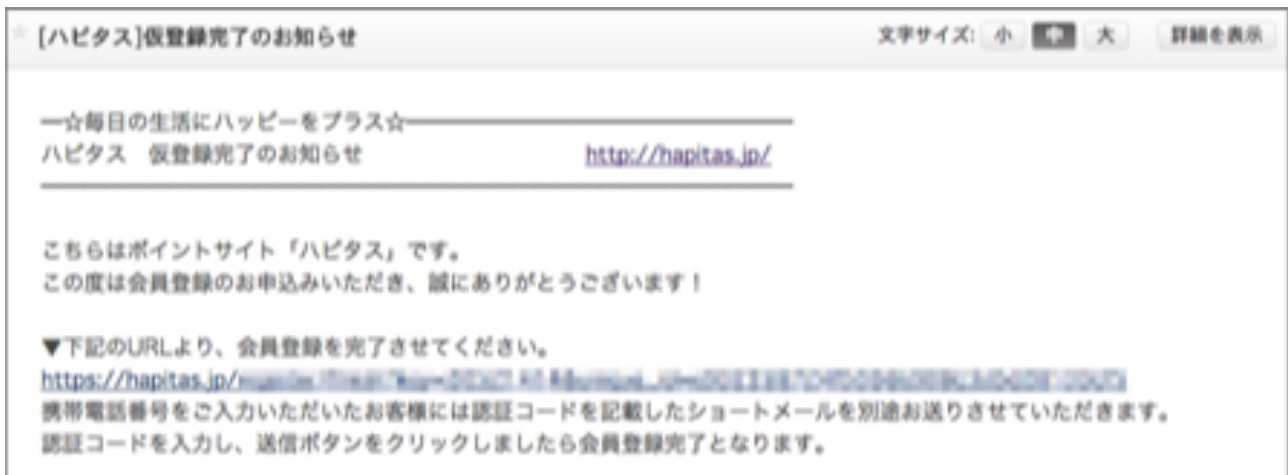 [ハピタス]仮登録完了のお知らせ
文字サイズ: 小 中 大 詳細を表示
━☆毎日の生活にハッピーをプラス☆━━━━━━━━━━━━━━━━━━
ハピタス 仮登録完了のお知らせ http://hapitas.jp/
こちらはポイントサイト「ハピタス」です。
この度は会員登録のお申込みいただき、誠にありがとうございます!
▼下記のURLより、会員登録を完了させてください。
https://hapitas.jp/
携帯電話番号をご入力いただいたお客様には認証コードを記載したショートメールを別途お送りさせていただきます。
認証コードを入力し、送信ボタンをクリックしましたら会員登録完了となります。